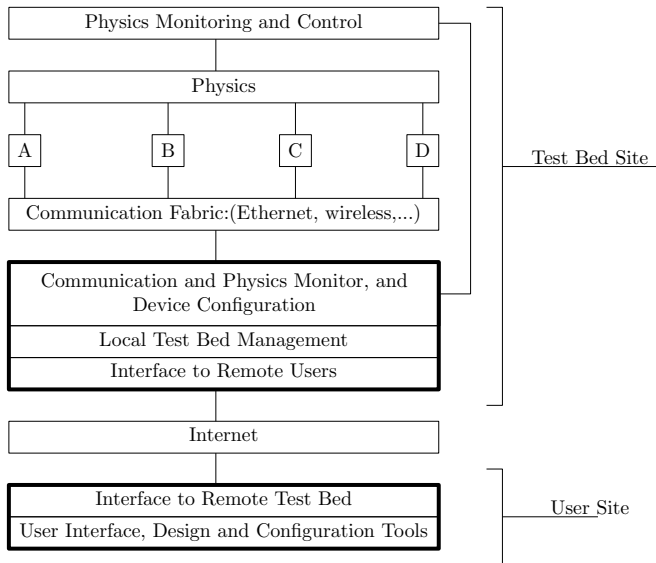 Physics Monitoring and Control
Physics
A
B
C
D
Test Bed Site
Communication Fabric:(Ethernet, wireless,...)
Communication and Physics Monitor, and
Device Configuration
Local Test Bed Management
Interface to Remote Users
Internet
Interface to Remote Test Bed
User Site
User Interface, Design and Configuration Tools